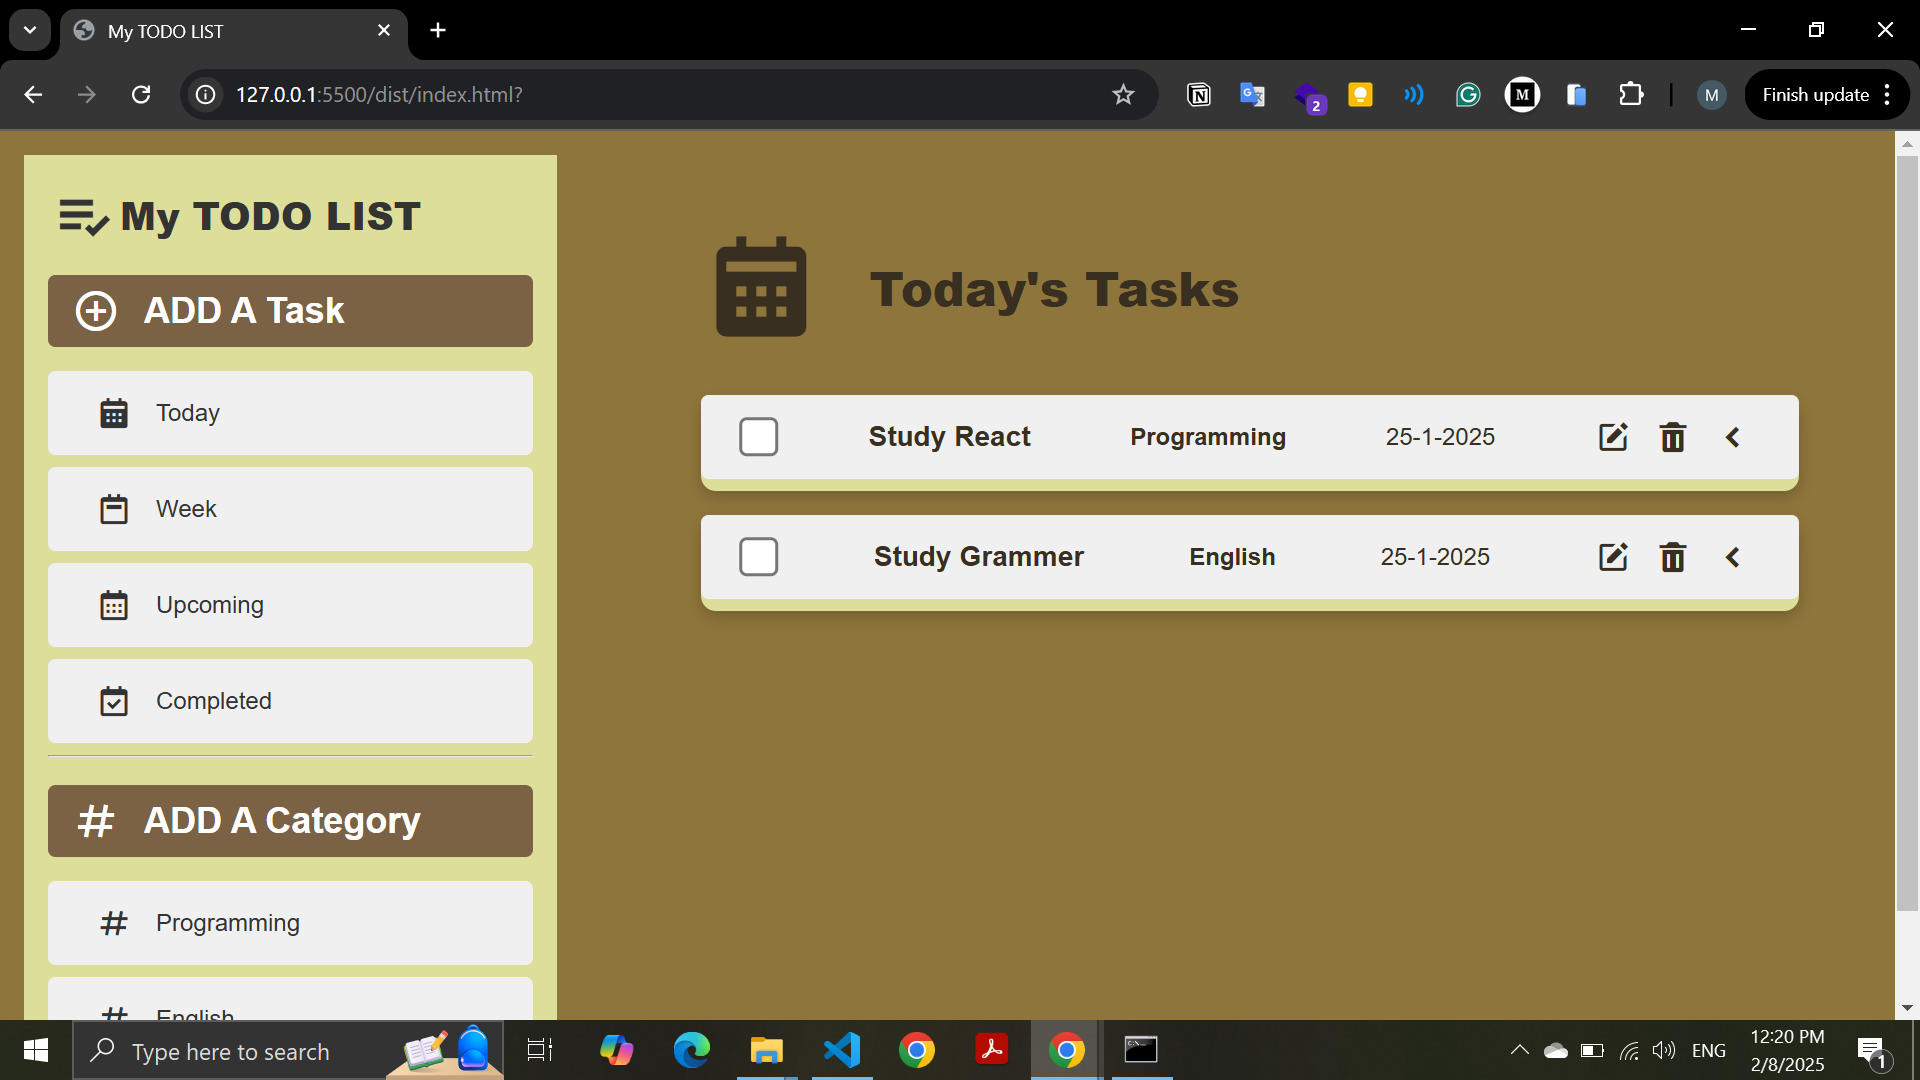 My TODO LIST
127.0.0.1:5500/dist/index.html?
2
M
M
Finish update
My TODO LIST
ADD A Task
Today
Week
Upcoming
Completed
ADD A Category
Programming
English
Today's Tasks
Study React Programming 25-1-2025
Study Grammer English 25-1-2025
Type here to search
ENG
12:20 PM
2/8/2025
1